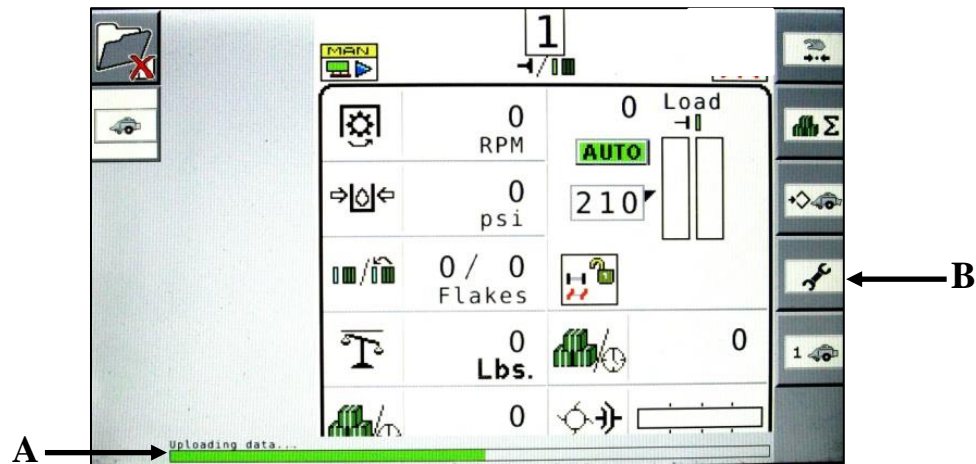 1
MAN
0
RPM
0
Load
AUTO
0
psi
210
0/ 0
Flakes
0
Lbs.
0
Σ
1
0
Uploading data...
A
B